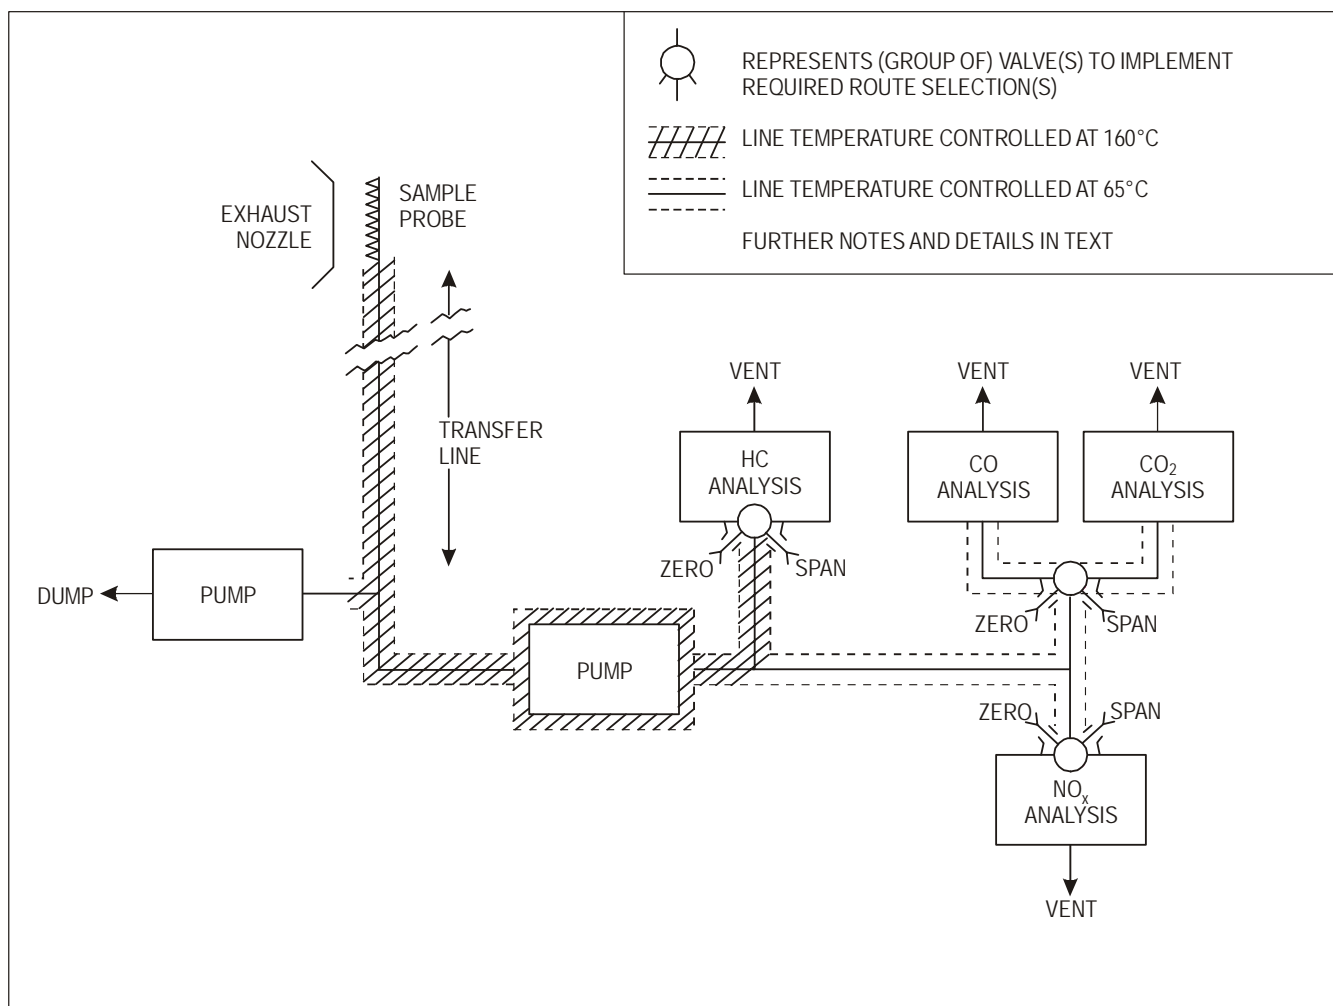 REPRESENTS (GROUP OF) VALVE(S) TO IMPLEMENT
REQUIRED ROUTE SELECTION(S)
LINE TEMPERATURE CONTROLLED AT 160°C
LINE TEMPERATURE CONTROLLED AT 65°C
FURTHER NOTES AND DETAILS IN TEXT
EXHAUST
NOZZLE
SAMPLE
PROBE
TRANSFER
LINE
VENT
VENT
VENT
HC
ANALYSIS
CO
ANALYSIS
CO₂
ANALYSIS
ZERO
SPAN
DUMP
PUMP
ZERO
SPAN
PUMP
ZERO
SPAN
NOₓ
ANALYSIS
VENT